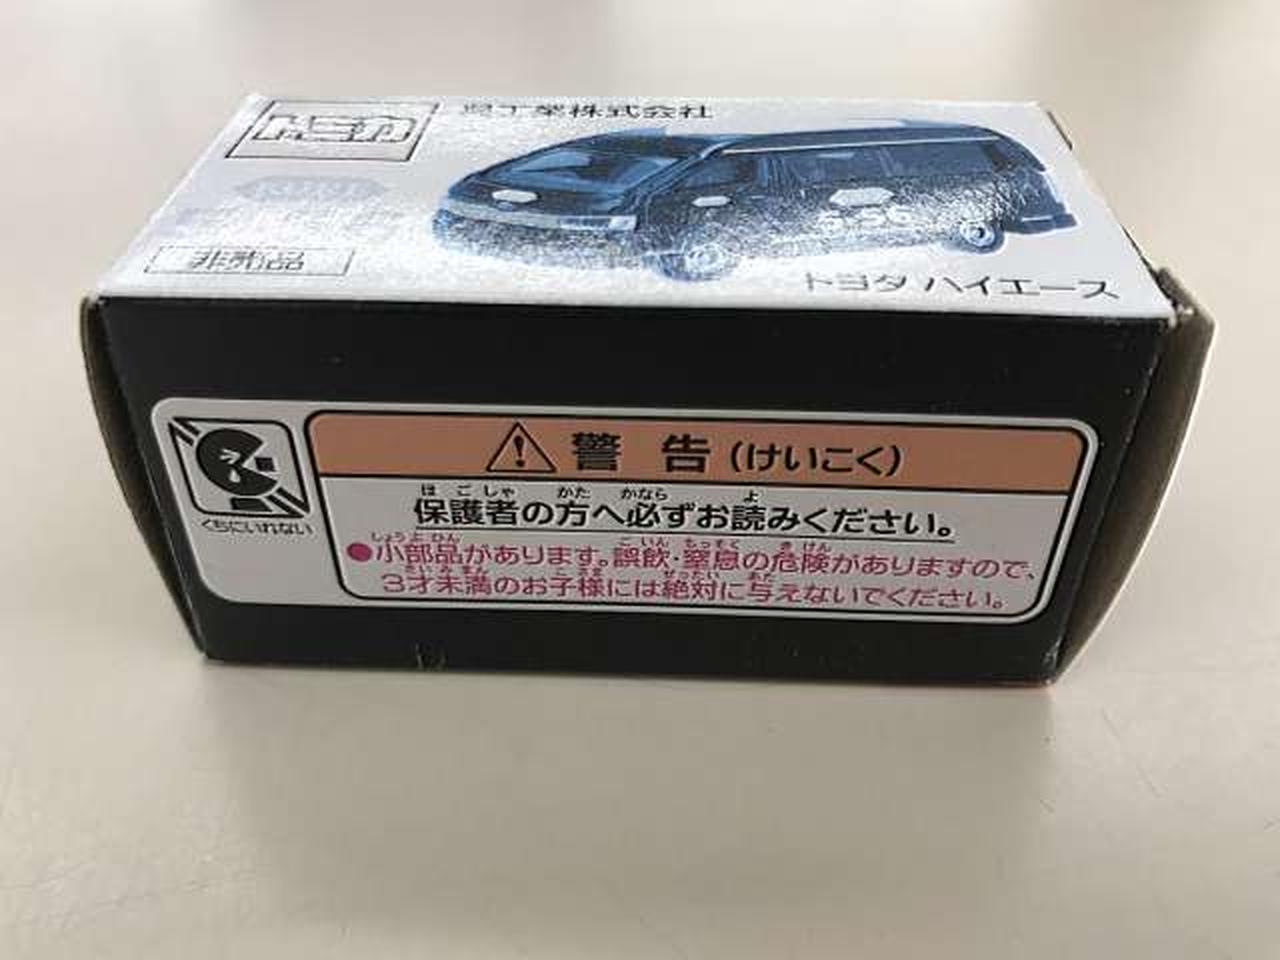 トミカ
工業株式会社
非売品
トヨタ ハイエース
くちにいれない
警告(けいこく)
保護者の方へ必ずお読みください。
●小部品があります。誤飲・窒息の危険がありますので、
3才未満のお子様には絶対に与えないでください。